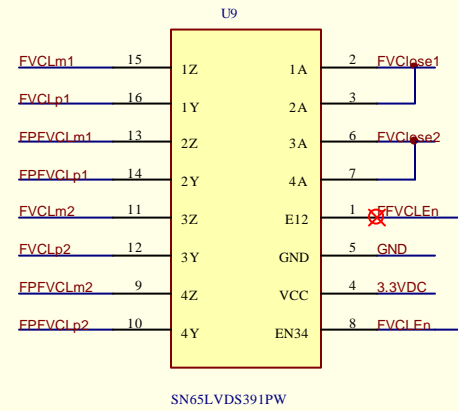 U9
FVCLm1 15 1Z 1A 2 FVClose1
FVCLp1 16 1Y 2A 3
FPFVCLm1 13 2Z 3A 6 FVClose2
FPFVCLp1 14 2Y 4A 7
FVCLm2 11 3Z E12 1 FFVCLEn
FVCLp2 12 3Y GND 5 GND
FPFVCLm2 9 4Z VCC 4 3.3VDC
FPFVCLp2 10 4Y EN34 8 FVCLEn
SN65LVDS391PW